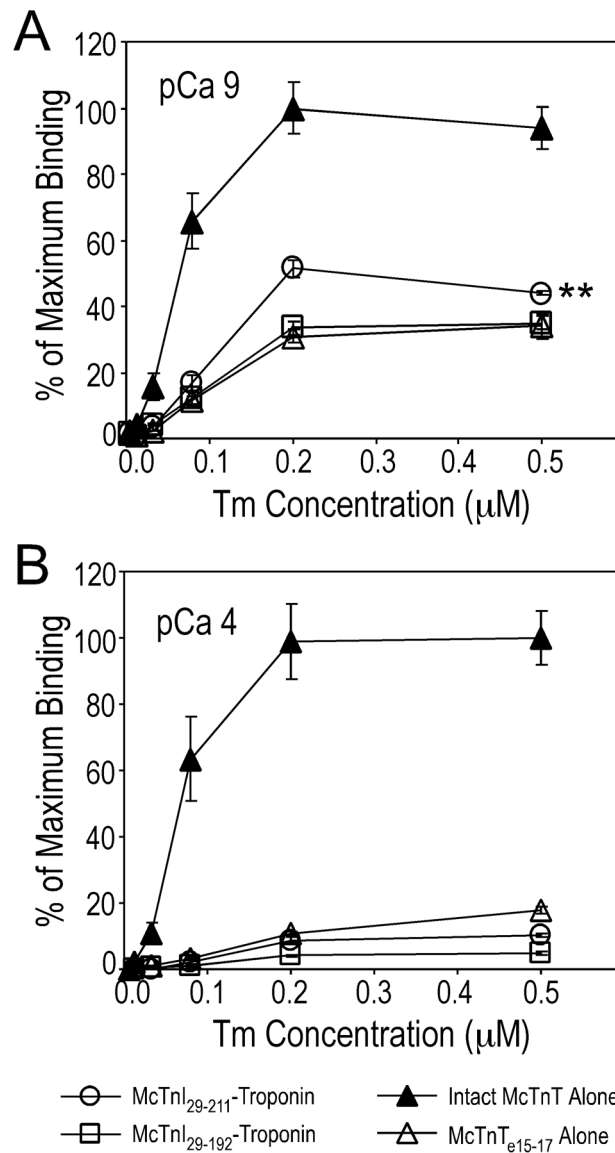 A
120
pCa 9
100
80
60
40
20
0
**
0.0 0.1 0.2 0.3 0.4 0.5
% of Maximum Binding
Tm Concentration (µM)
B
120
pCa 4
100
80
60
40
20
0
0.0 0.1 0.2 0.3 0.4 0.5
% of Maximum Binding
Tm Concentration (µM)
McTnI29-211-Troponin
Intact McTnT Alone
McTnI29-192-Troponin
McTnTe15-17 Alone